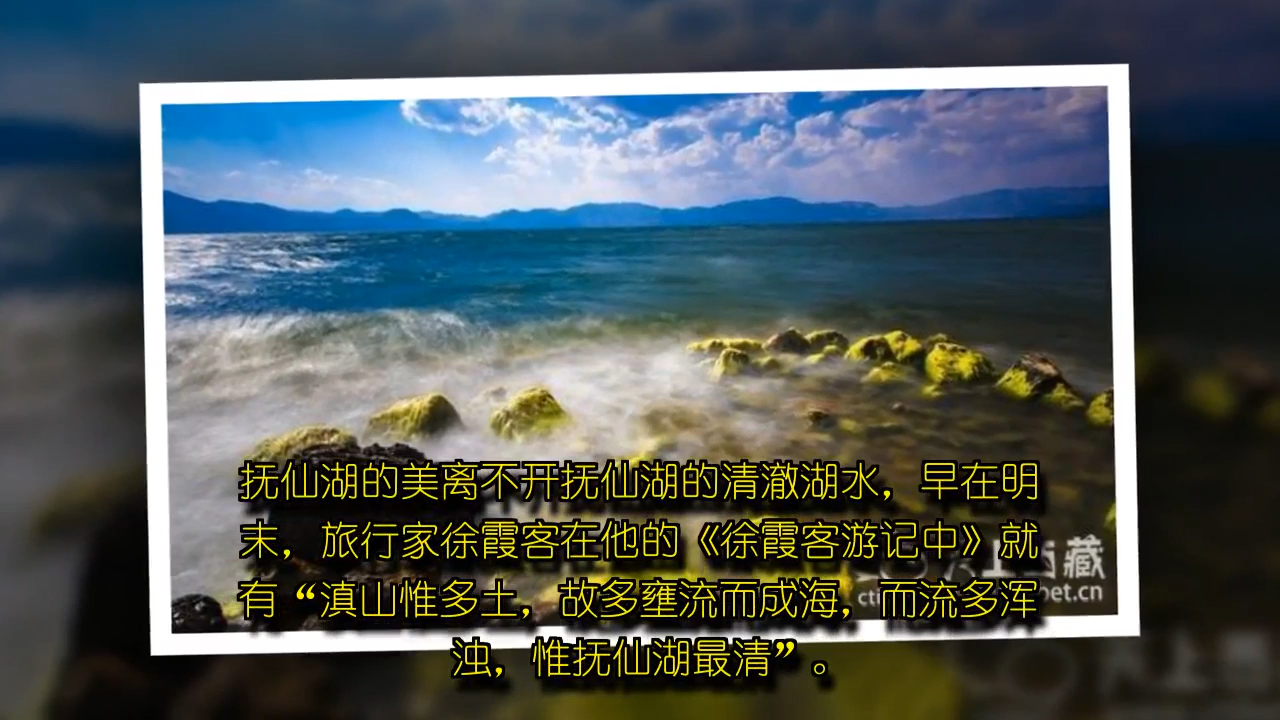 抚仙湖的美离不开抚仙湖的清澈湖水，早在明
末，旅行家徐霞客在他的《徐霞客游记中》就
有“滇山惟多土，故多壅流而成海，而流多浑
浊，惟抚仙湖最清”。